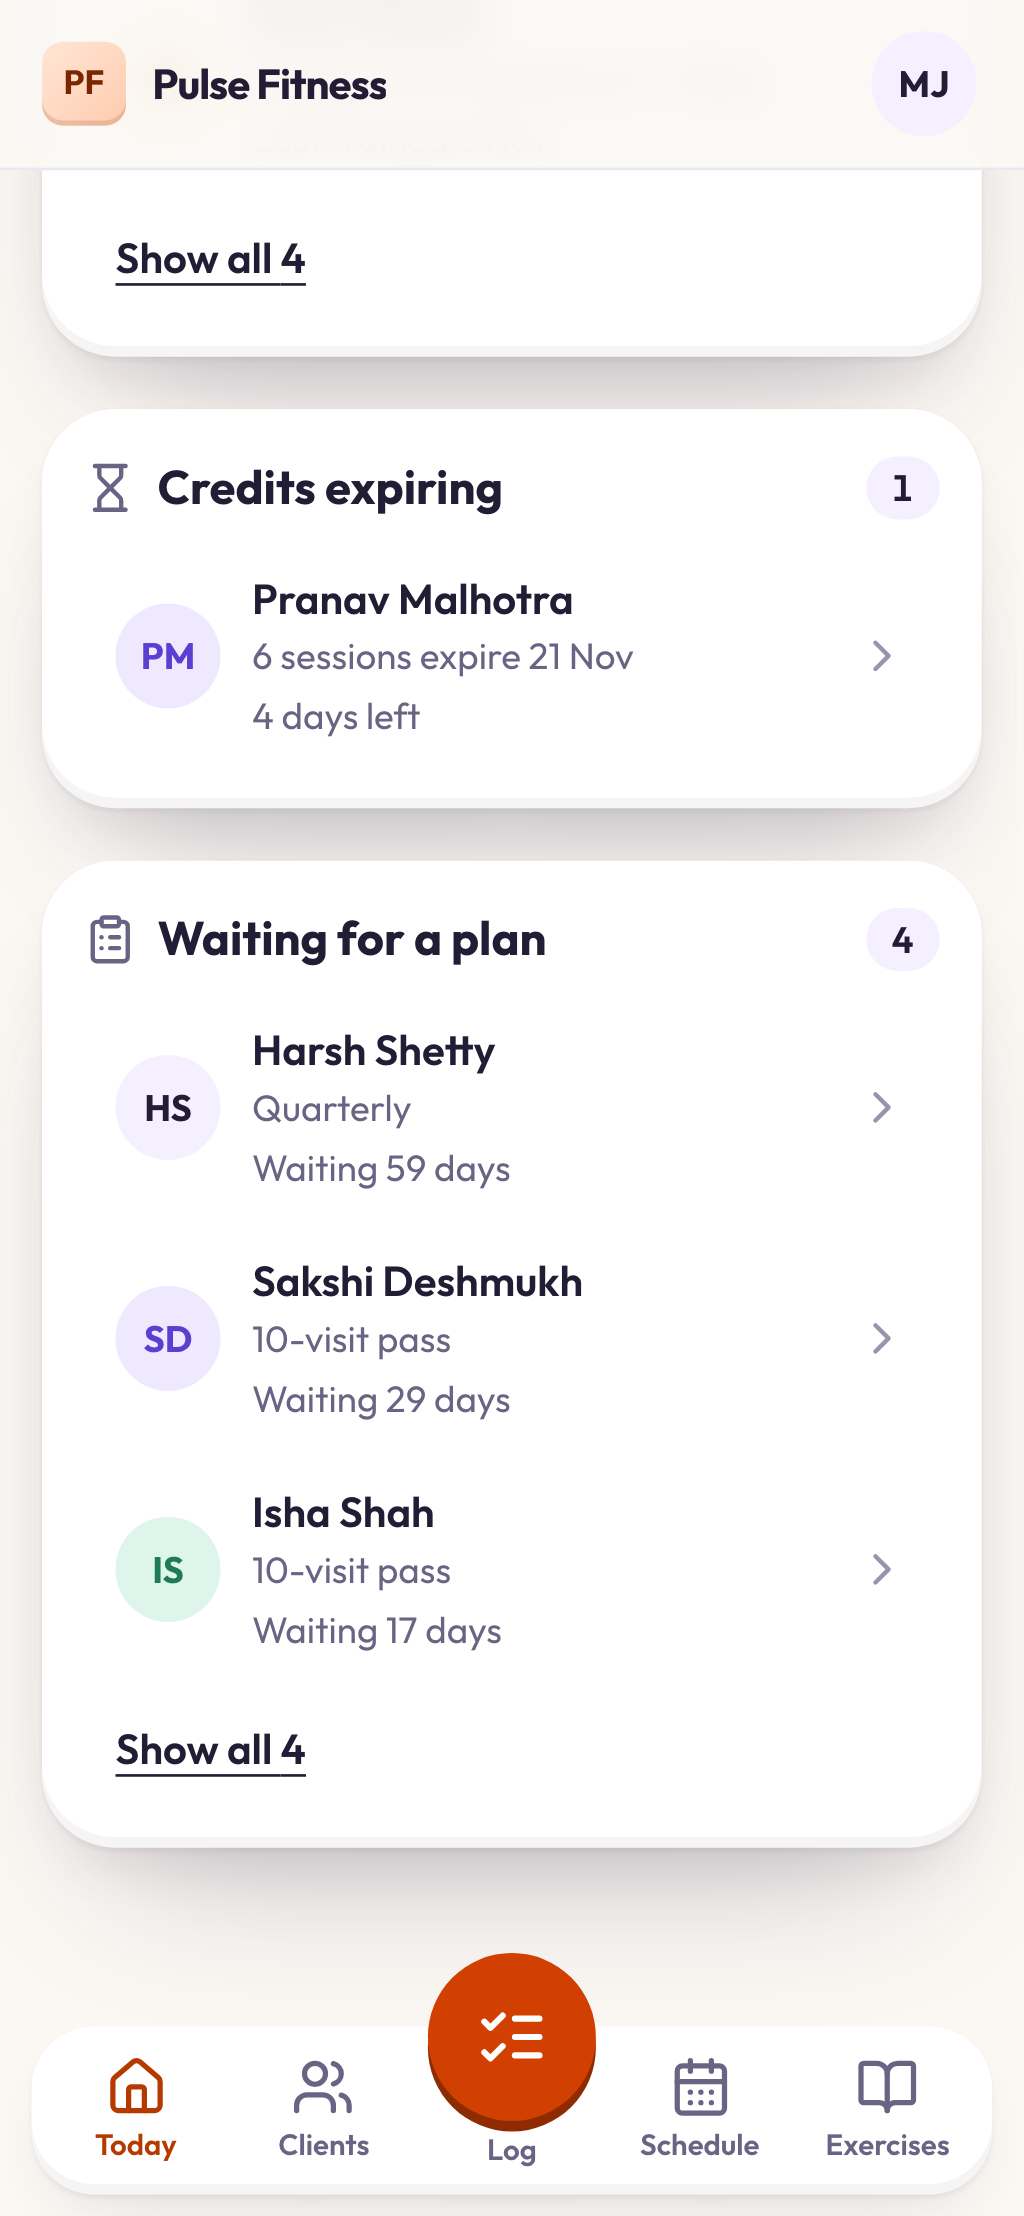 PF
Pulse Fitness
MJ
Show all 4
Credits expiring
1
PM
Pranav Malhotra
6 sessions expire 21 Nov
4 days left
Waiting for a plan
4
HS
Harsh Shetty
Quarterly
Waiting 59 days
SD
Sakshi Deshmukh
10-visit pass
Waiting 29 days
IS
Isha Shah
10-visit pass
Waiting 17 days
Show all 4
Today
Clients
Log
Schedule
Exercises